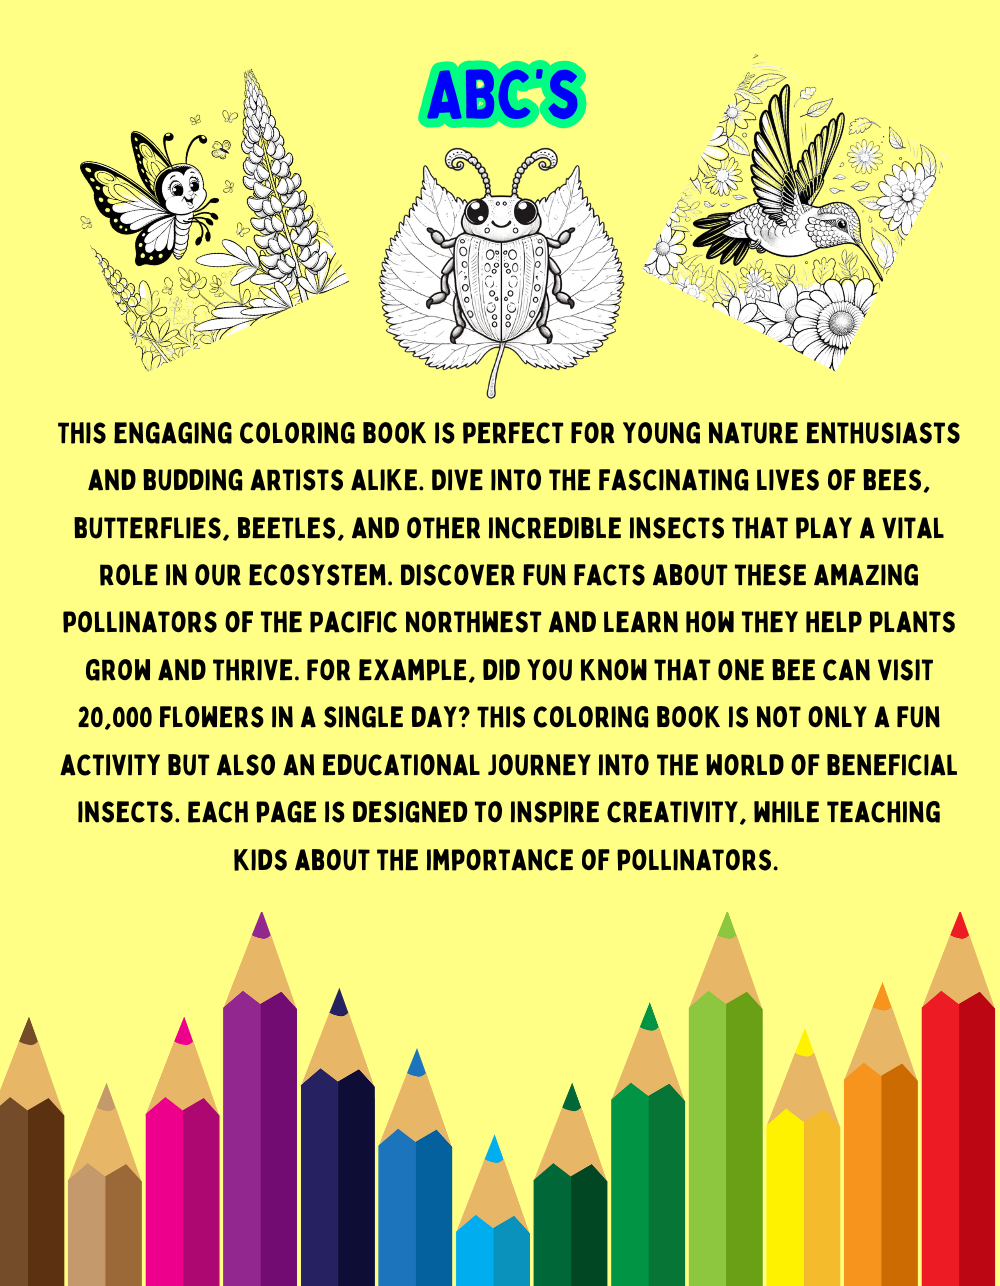 ABC'S
THIS ENGAGING COLORING BOOK IS PERFECT FOR YOUNG NATURE ENTHUSIASTS
AND BUDDING ARTISTS ALIKE. DIVE INTO THE FASCINATING LIVES OF BEES,
BUTTERFLIES, BEETLES, AND OTHER INCREDIBLE INSECTS THAT PLAY A VITAL
ROLE IN OUR ECOSYSTEM. DISCOVER FUN FACTS ABOUT THESE AMAZING
POLLINATORS OF THE PACIFIC NORTHWEST AND LEARN HOW THEY HELP PLANTS
GROW AND THRIVE. FOR EXAMPLE, DID YOU KNOW THAT ONE BEE CAN VISIT
20,000 FLOWERS IN A SINGLE DAY? THIS COLORING BOOK IS NOT ONLY A FUN
ACTIVITY BUT ALSO AN EDUCATIONAL JOURNEY INTO THE WORLD OF BENEFICIAL
INSECTS. EACH PAGE IS DESIGNED TO INSPIRE CREATIVITY, WHILE TEACHING
KIDS ABOUT THE IMPORTANCE OF POLLINATORS.